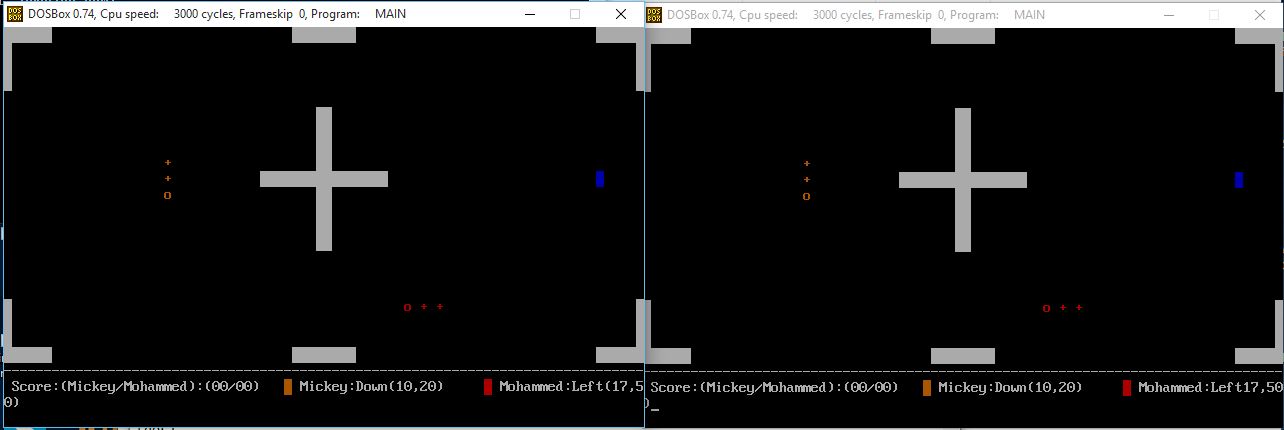 DOSBox 0.74, Cpu speed: 3000 cycles, Frameskip 0, Program: MAIN
Score:(Mickey/Mohammed):(00/00) Mickey:Down(10,20) Mohammed:Left(17,5
0)
DOSBox 0.74, Cpu speed: 3000 cycles, Frameskip 0, Program: MAIN
Score:(Mickey/Mohammed):(00/00) Mickey:Down(10,20) Mohammed:Left17,50
)_